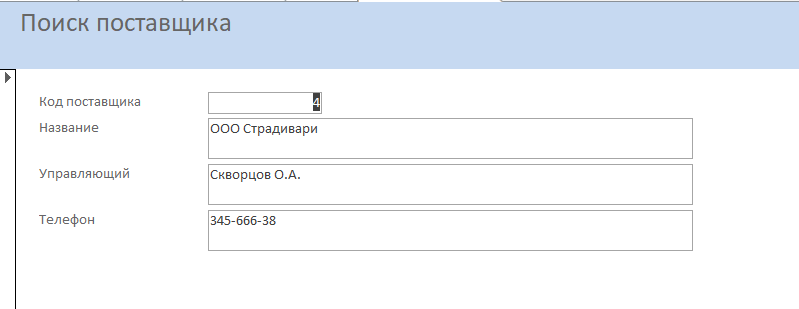 Поиск поставщика
Код поставщика 4
Название ООО Страдивари
Управляющий Скворцов О.А.
Телефон 345-666-38